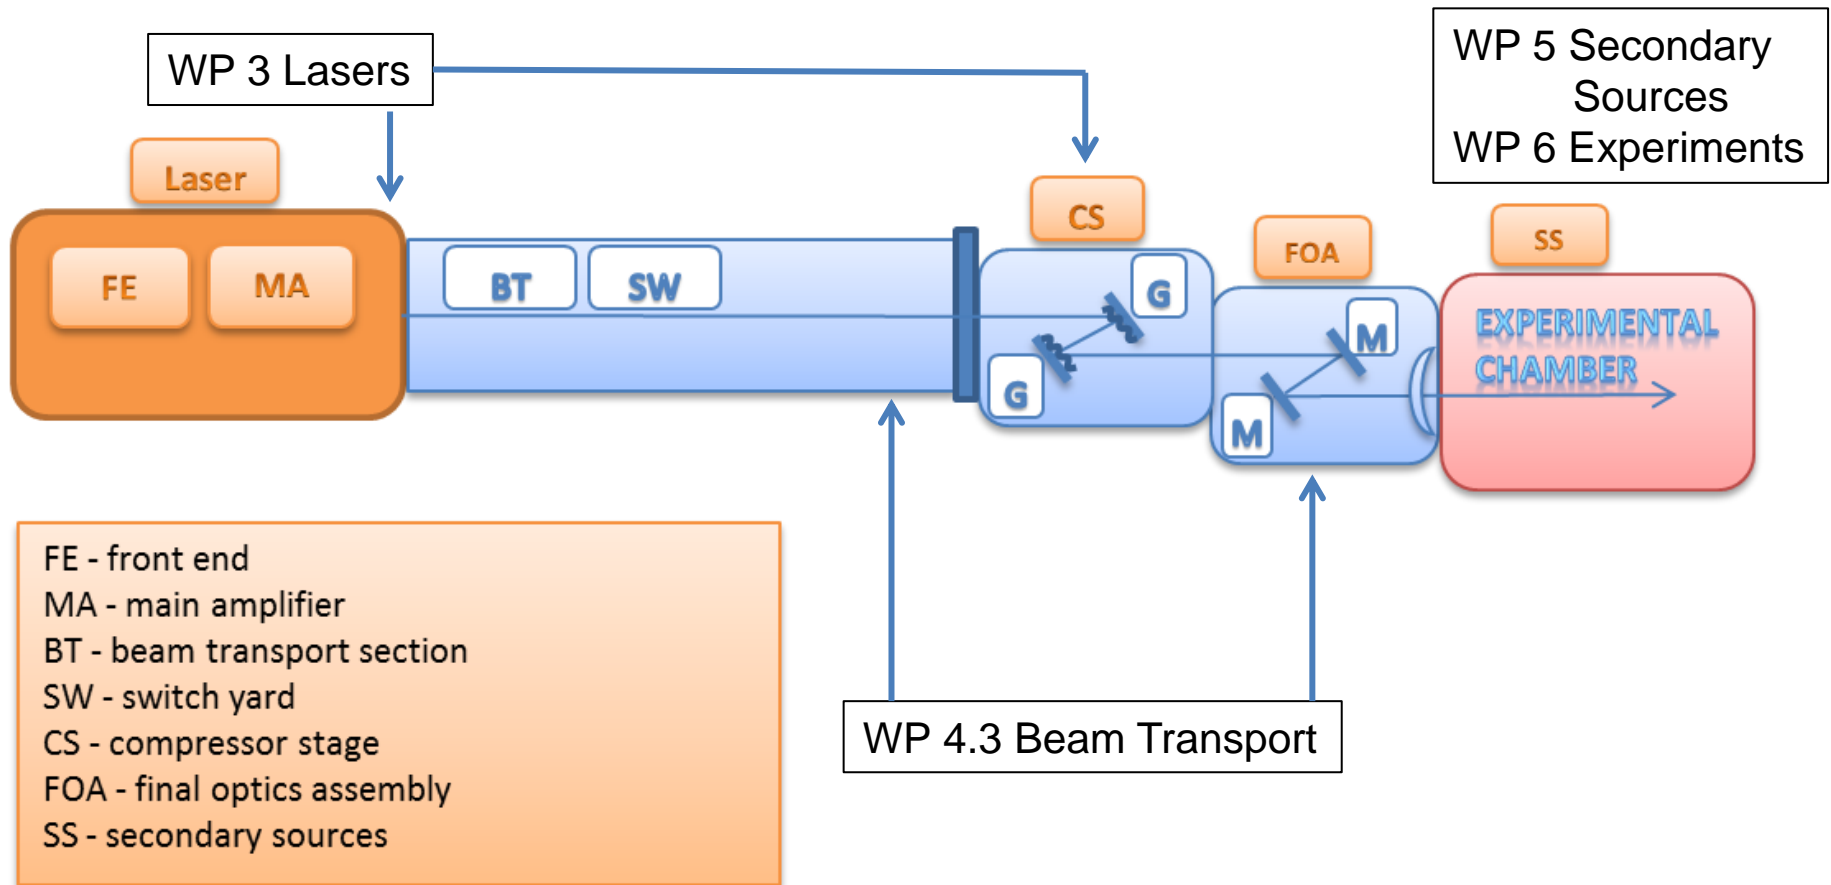 WP 3 Lasers
WP 5 Secondary
Sources
WP 6 Experiments
Laser
CS
FOA
SS
FE
MA
BT
SW
G
G
M
M
EXPERIMENTAL
CHAMBER
WP 4.3 Beam Transport
FE - front end
MA - main amplifier
BT - beam transport section
SW - switch yard
CS - compressor stage
FOA - final optics assembly
SS - secondary sources